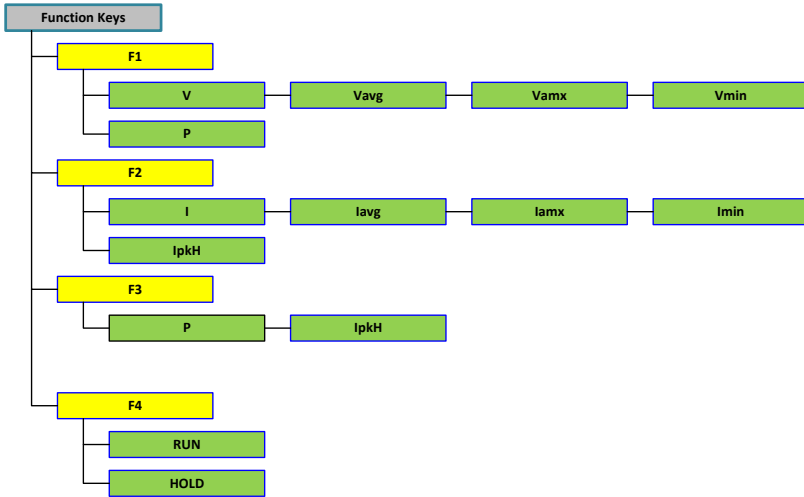 Function Keys
F1
V Vavg Vamx Vmin
P
F2
I Iavg Iamx Imin
IpkH
F3
P IpkH
F4
RUN
HOLD